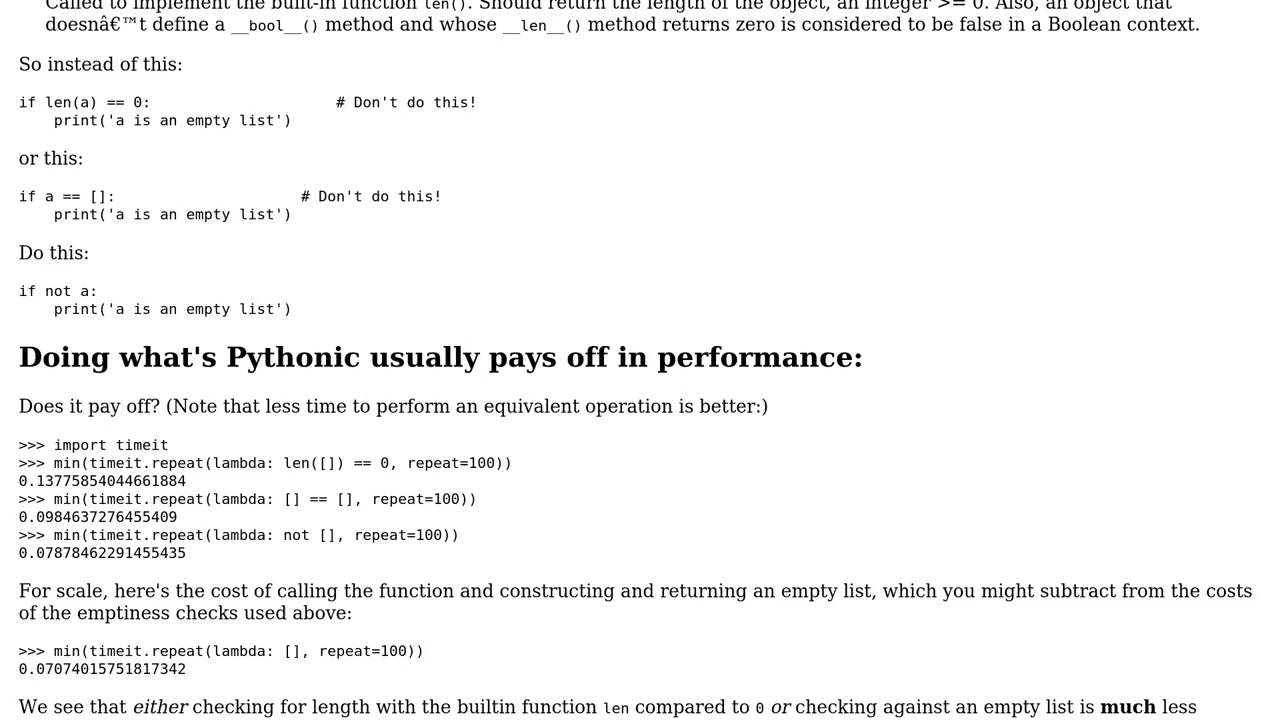 Called to implement the built-in function len(). Should return the length of the object, an integer >= 0. Also, an object that
doesnâ€™t define a __bool__() method and whose __len__() method returns zero is considered to be false in a Boolean context.
So instead of this:
if len(a) == 0:                     # Don't do this!
    print('a is an empty list')
or this:
if a == []:                     # Don't do this!
    print('a is an empty list')
Do this:
if not a:
    print('a is an empty list')
Doing what's Pythonic usually pays off in performance:
Does it pay off? (Note that less time to perform an equivalent operation is better:)
>>> import timeit
>>> min(timeit.repeat(lambda: len([]) == 0, repeat=100))
0.13775854044661884
>>> min(timeit.repeat(lambda: [] == [], repeat=100))
0.0984637276455409
>>> min(timeit.repeat(lambda: not [], repeat=100))
0.07878462291455435
For scale, here's the cost of calling the function and constructing and returning an empty list, which you might subtract from the costs
of the emptiness checks used above:
>>> min(timeit.repeat(lambda: [], repeat=100))
0.07074015751817342
We see that either checking for length with the builtin function len compared to 0 or checking against an empty list is much less